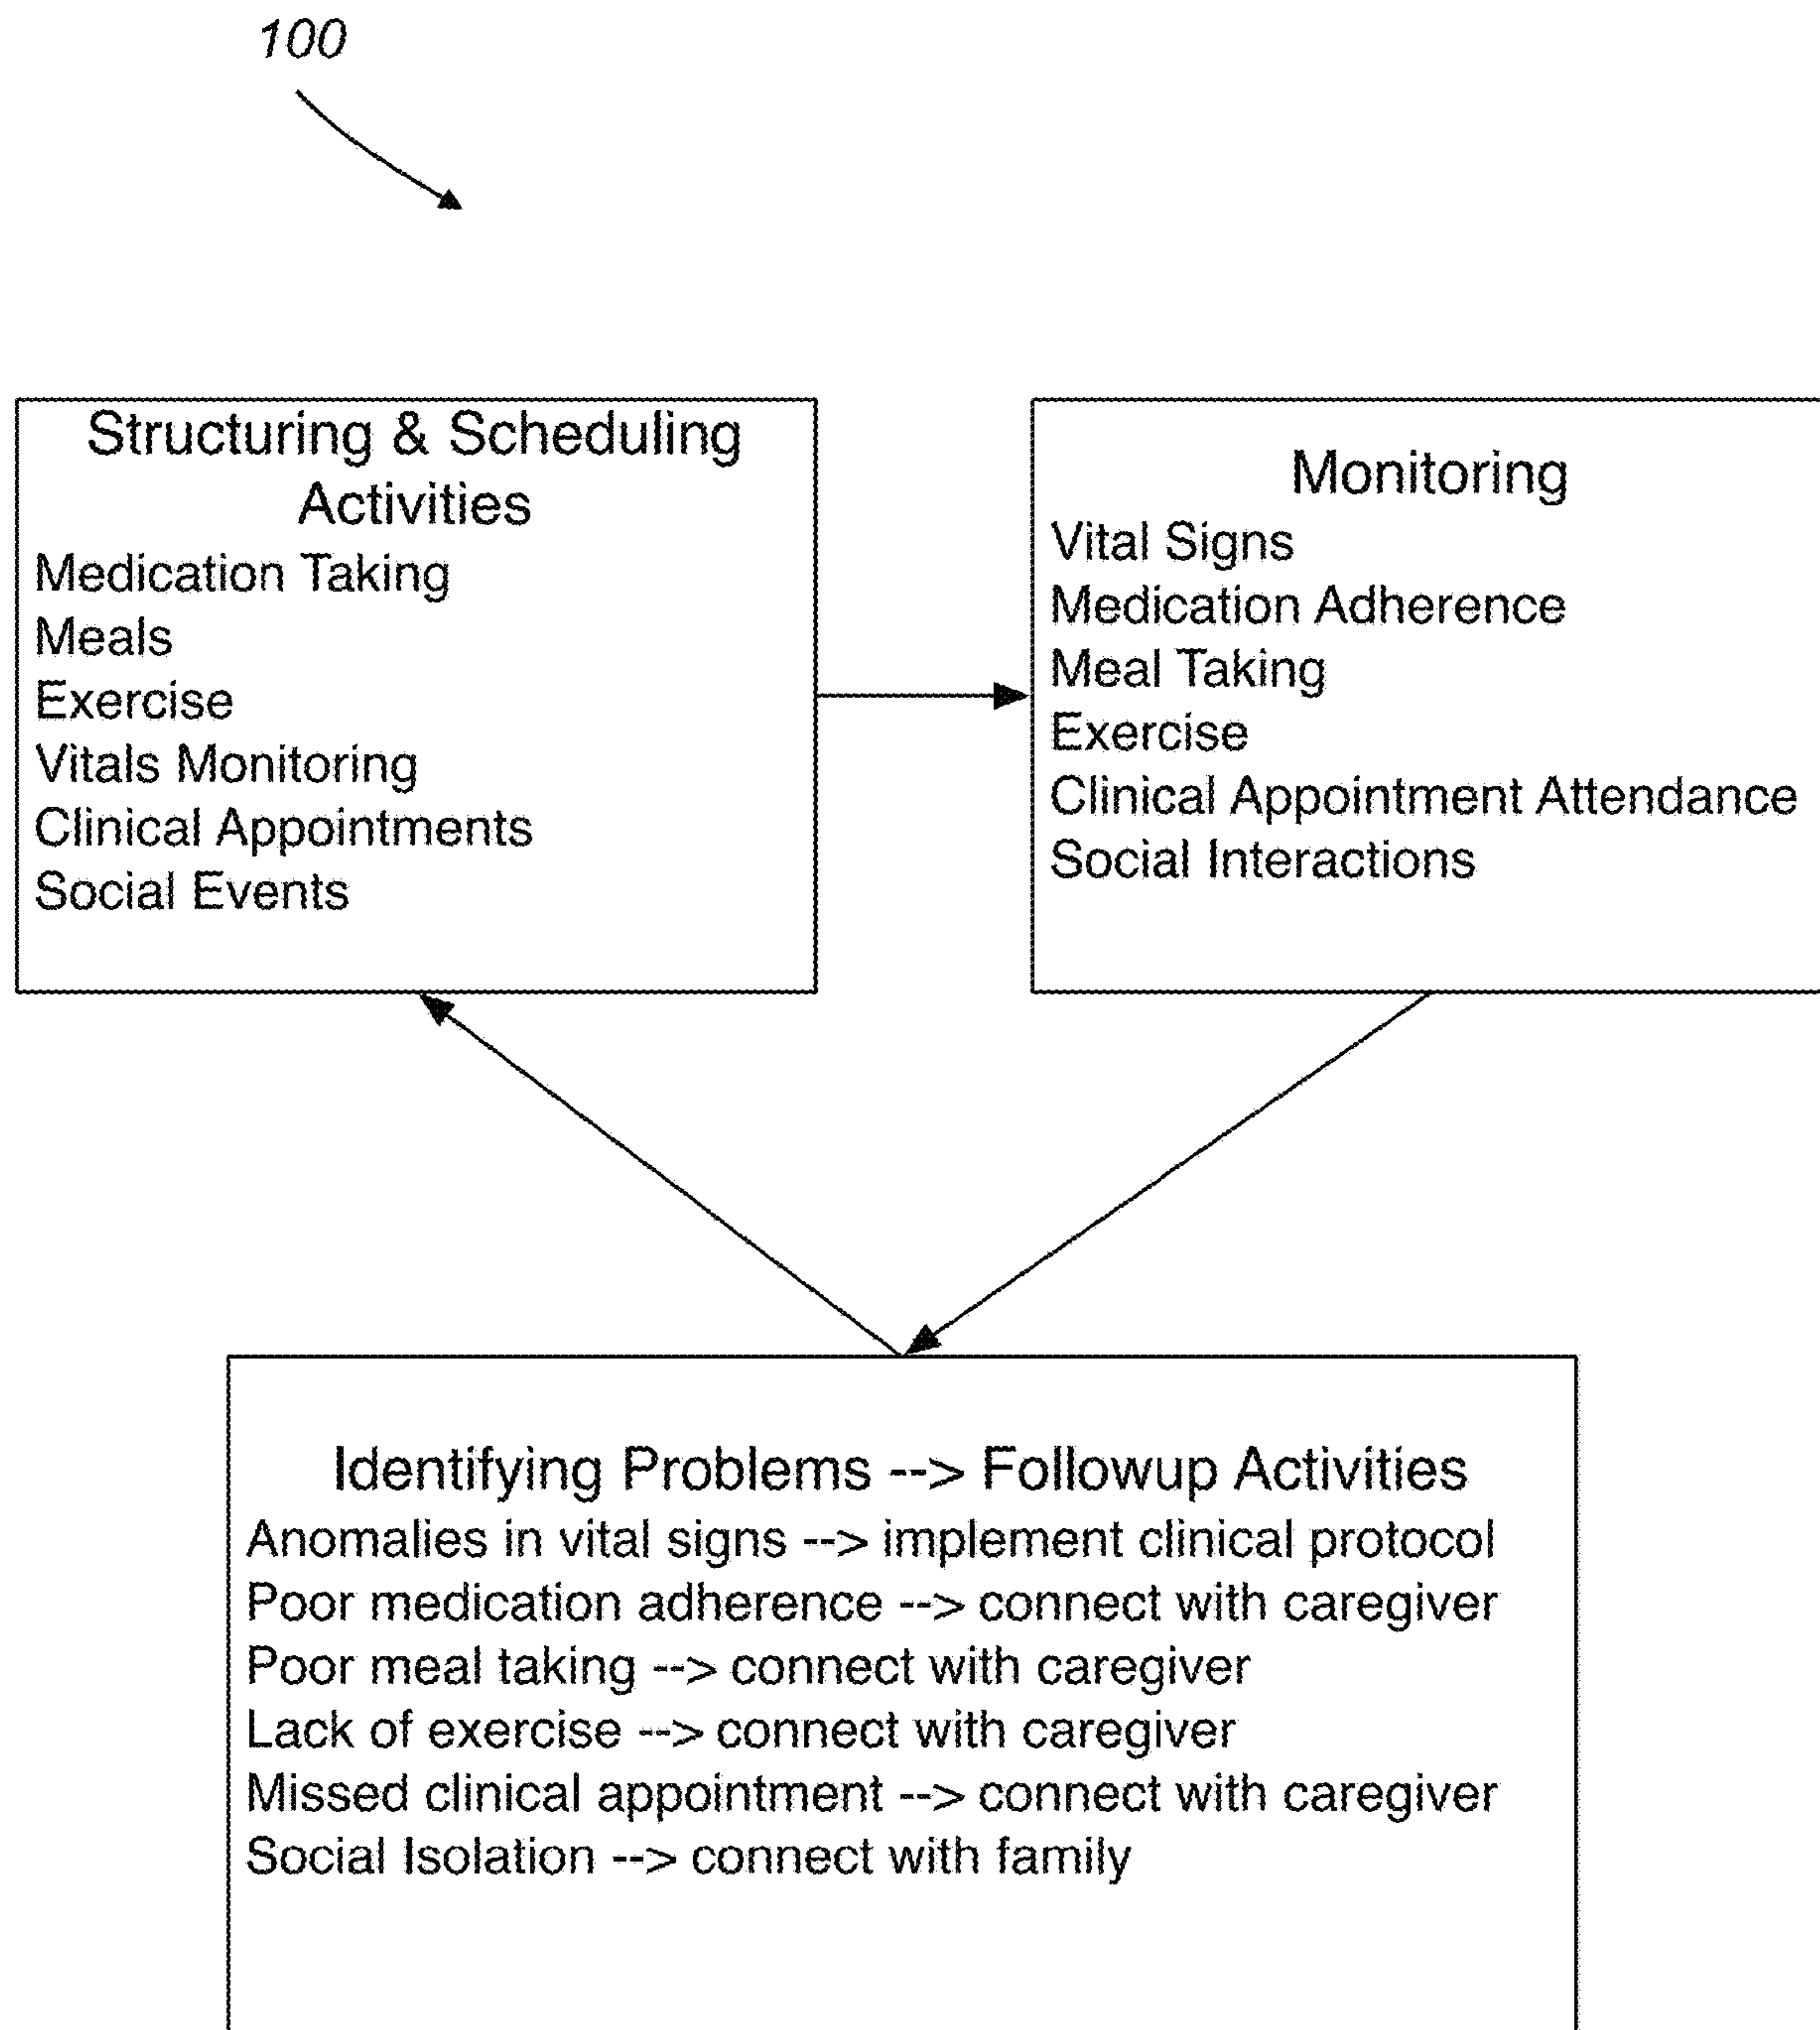 100
Structuring & Scheduling
Activities
Medication Taking
Meals
Exercise
Vitals Monitoring
Clinical Appointments
Social Events
Monitoring
Vital Signs
Medication Adherence
Meal Taking
Exercise
Clinical Appointment Attendance
Social Interactions
Identifying Problems --> Followup Activities
Anomalies in vital signs --> implement clinical protocol
Poor medication adherence --> connect with caregiver
Poor meal taking --> connect with caregiver
Lack of exercise --> connect with caregiver
Missed clinical appointment --> connect with caregiver
Social Isolation --> connect with family